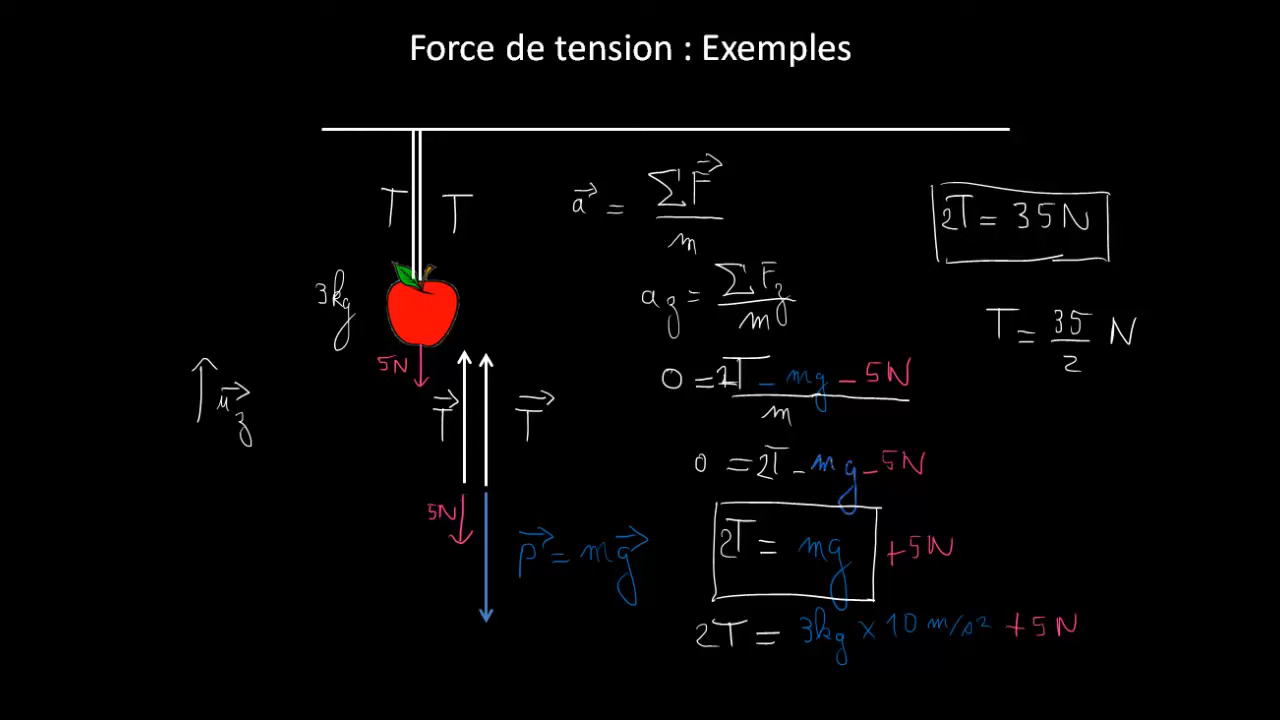 Force de tension : Exemples
T T
3kg
5N
u⃗z
T⃗ T⃗
5N
p⃗ = mg⃗
a⃗ = ΣF⃗ / m
az = ΣFz / m
0 = 2T - mg - 5N / m
0 = 2T - mg - 5N
2T = mg + 5N
2T = 3kg × 10 m/s² + 5N
2T = 35N
T = 35/2 N